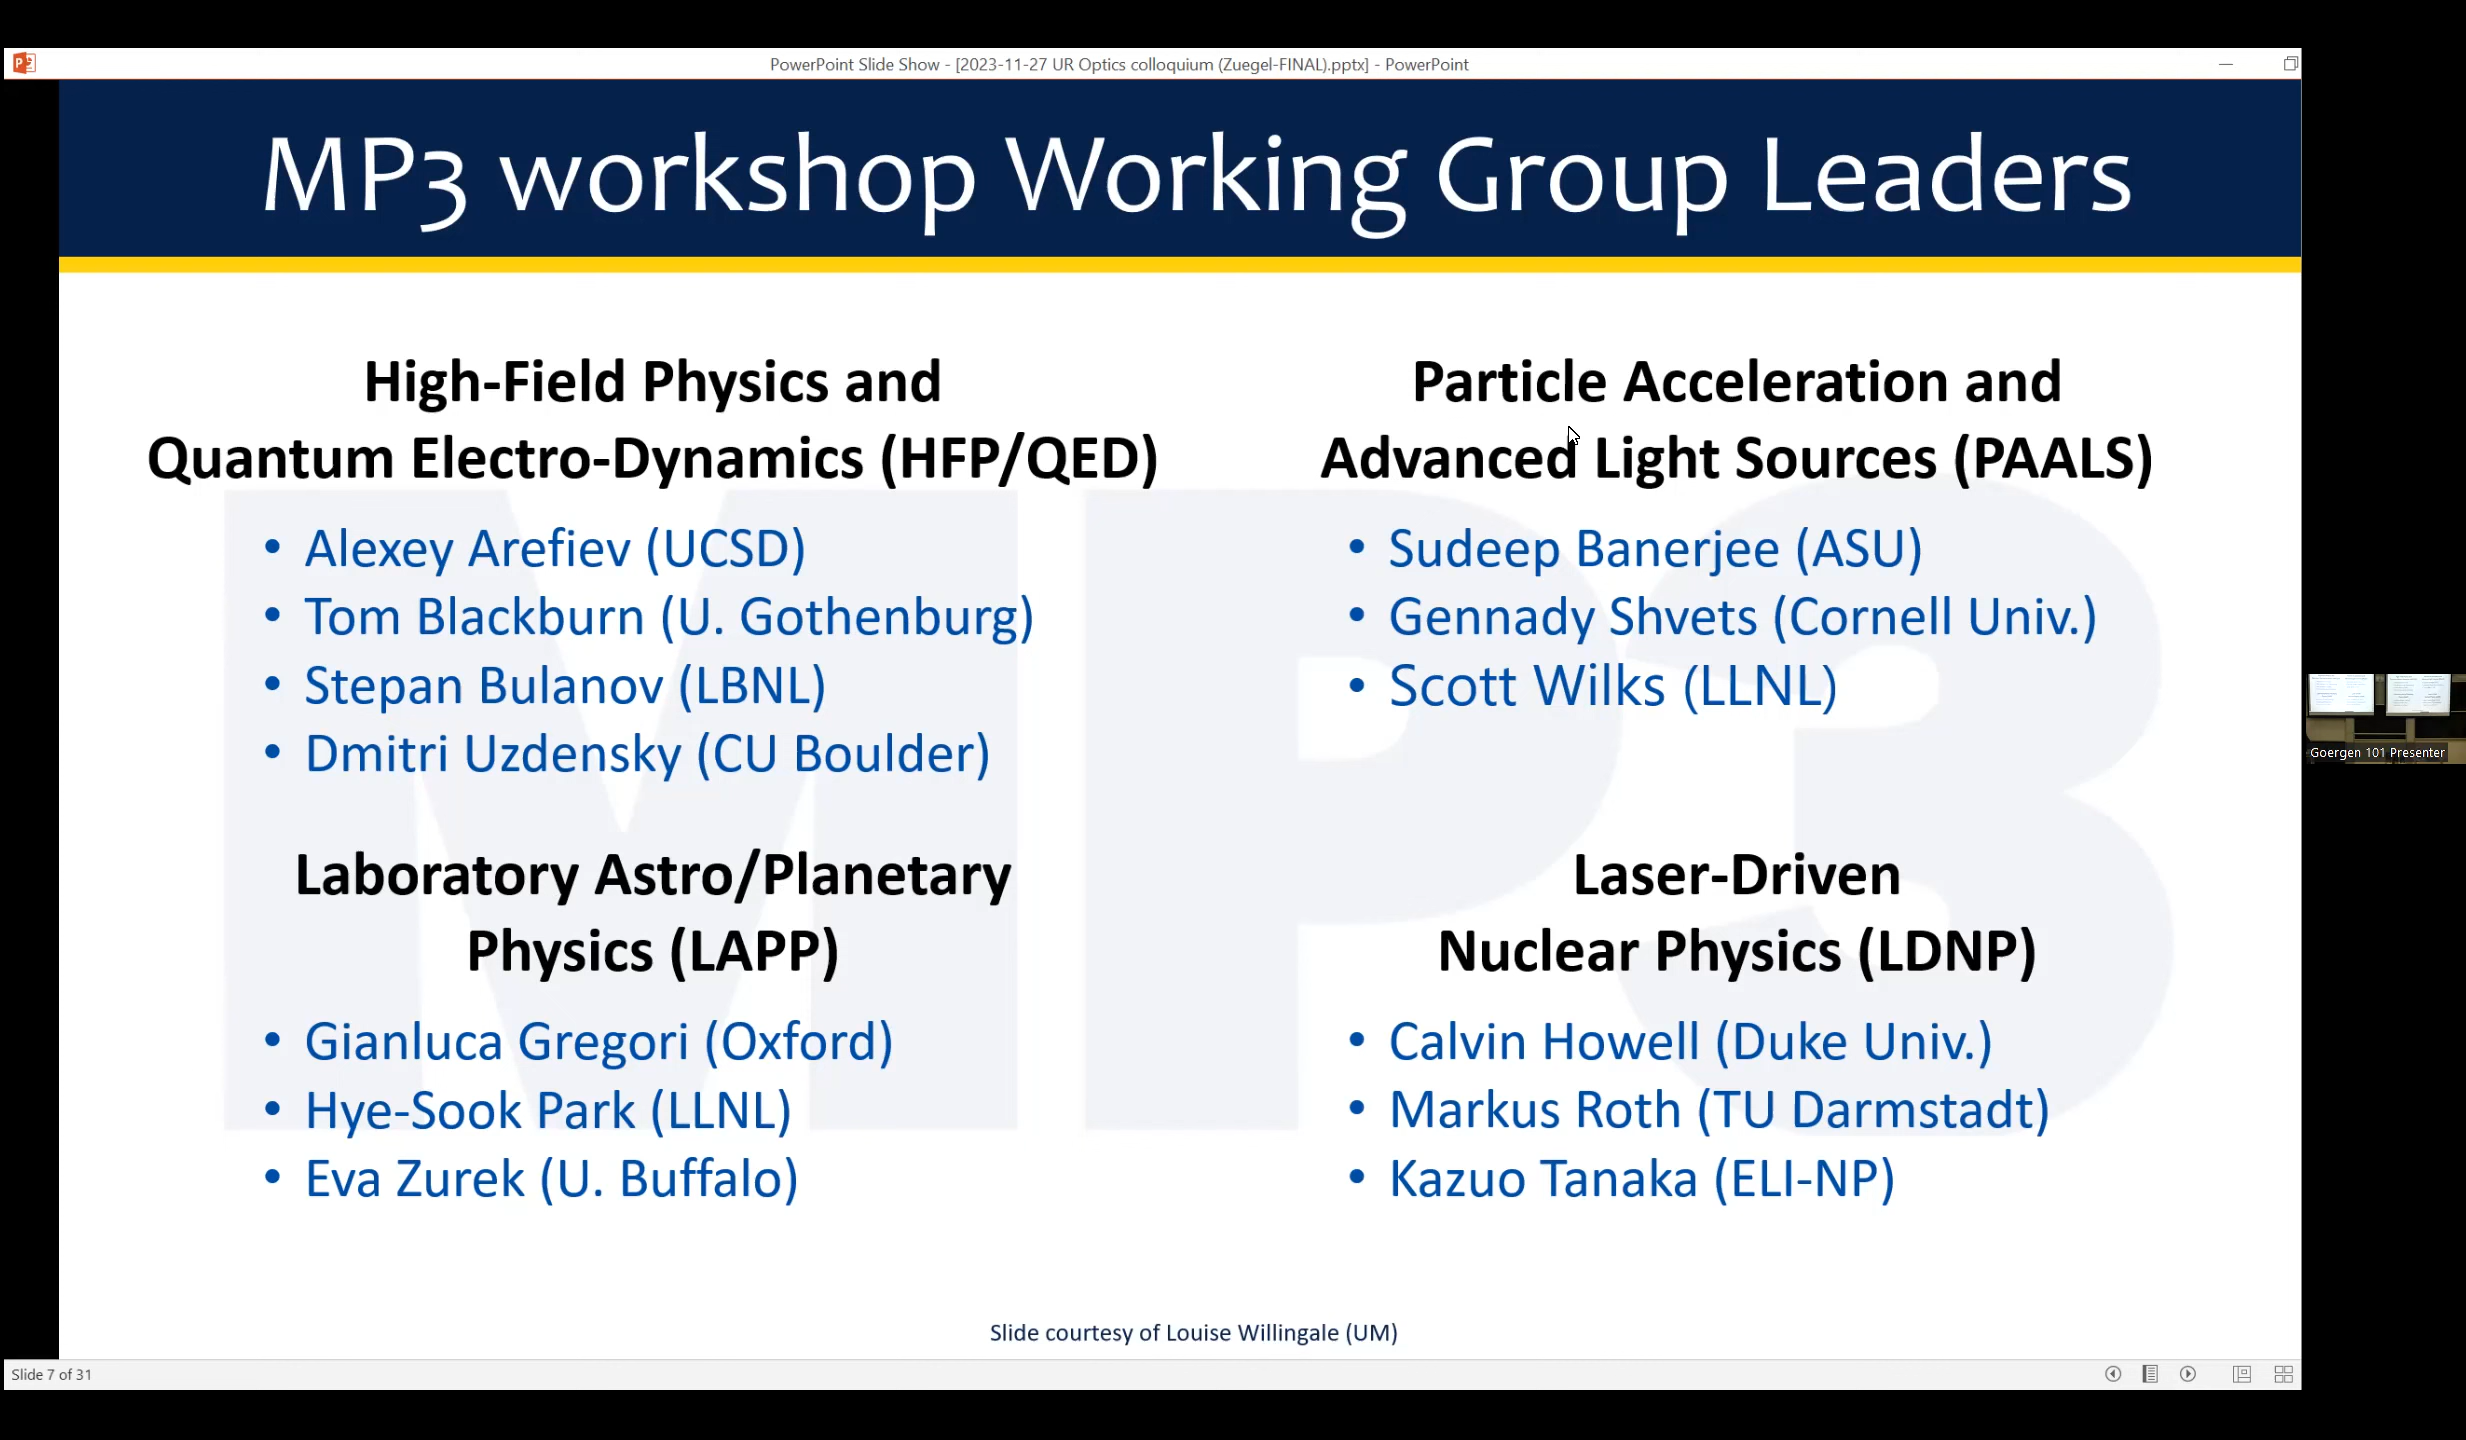 PowerPoint Slide Show - [2023-11-27 UR Optics colloquium (Zuegel-FINAL).pptx] - PowerPoint
MP3 workshop Working Group Leaders
High-Field Physics and
Quantum Electro-Dynamics (HFP/QED)
• Alexey Arefiev (UCSD)
• Tom Blackburn (U. Gothenburg)
• Stepan Bulanov (LBNL)
• Dmitri Uzdensky (CU Boulder)
Particle Acceleration and
Advanced Light Sources (PAALS)
• Sudeep Banerjee (ASU)
• Gennady Shvets (Cornell Univ.)
• Scott Wilks (LLNL)
Laboratory Astro/Planetary
Physics (LAPP)
• Gianluca Gregori (Oxford)
• Hye-Sook Park (LLNL)
• Eva Zurek (U. Buffalo)
Laser-Driven
Nuclear Physics (LDNP)
• Calvin Howell (Duke Univ.)
• Markus Roth (TU Darmstadt)
• Kazuo Tanaka (ELI-NP)
MP3
Slide courtesy of Louise Willingale (UM)
Slide 7 of 31
Goergen 101 Presenter